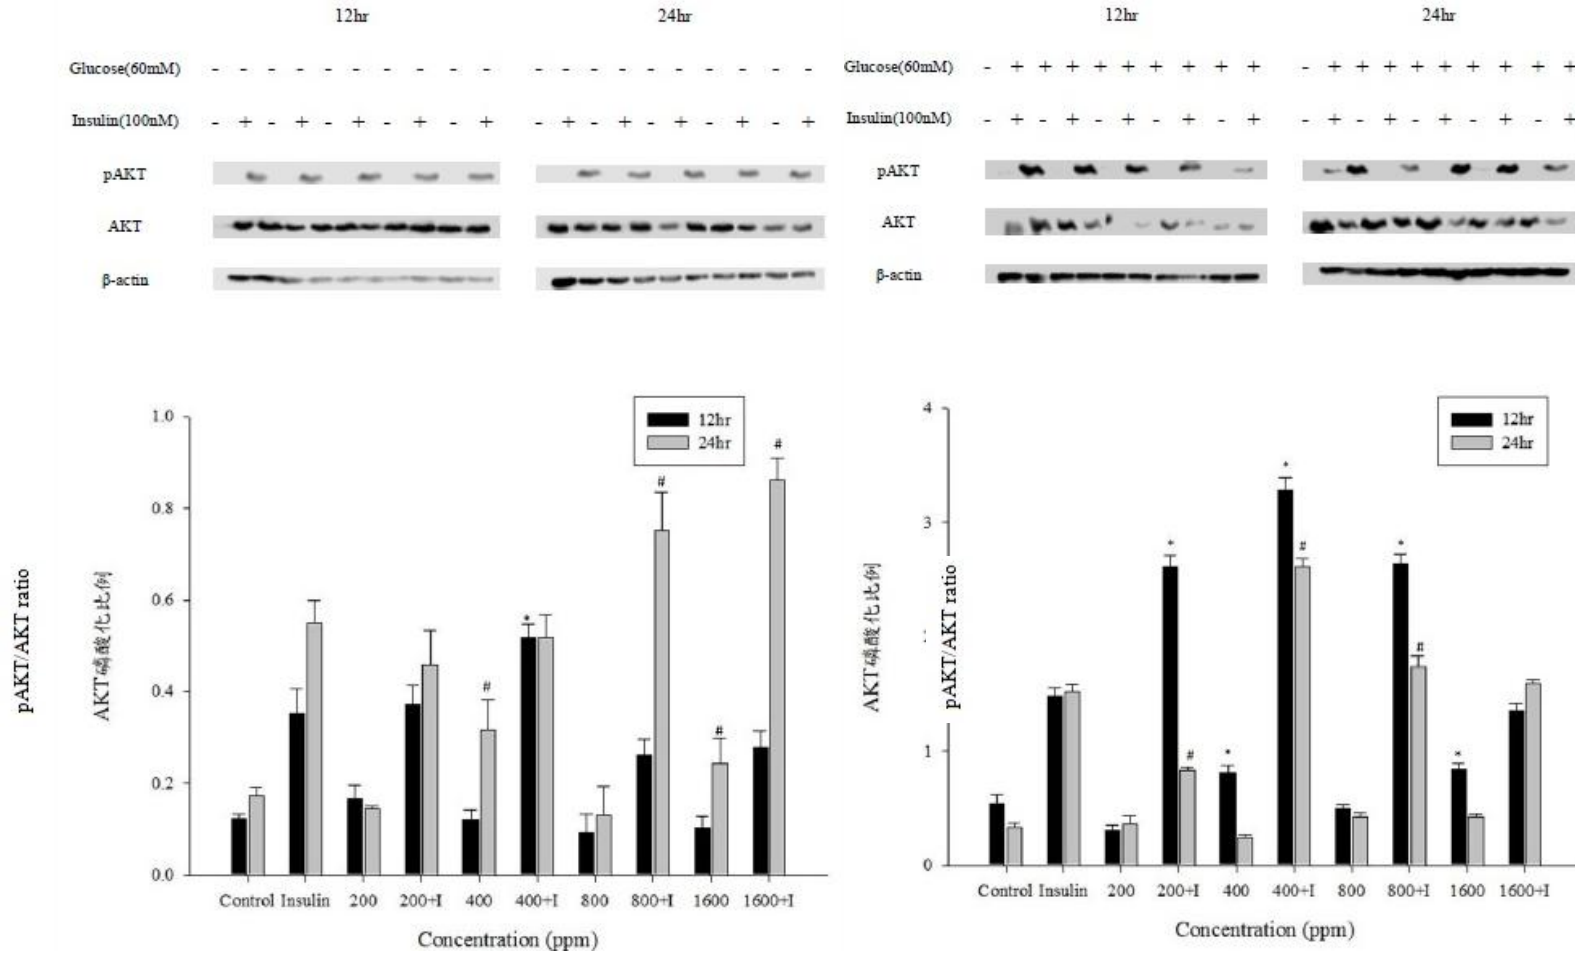 12hr 24hr
Glucose(60mM) - - - - - - - - - - - - - - - - - - - -
Insulin(100nM) - + - + - + - + - + - + - + - + - + - +
pAKT
AKT
β-actin
12hr 24hr
Glucose(60mM) - + + + + + + + + + - + + + + + + + + +
Insulin(100nM) - + - + - + - + - + - + - + - + - + - +
pAKT
AKT
β-actin
pAKT/AKT ratio
AKT磷酸化比例
1.0
0.8
0.6
0.4
0.2
0.0
12hr
24hr
# * # # #
Control Insulin 200 200+I 400 400+I 800 800+I 1600 1600+I
Concentration (ppm)
AKT磷酸化比例
pAKT/AKT ratio
4
3
1
0
12hr
24hr
* # * * # * # *
Control Insulin 200 200+I 400 400+I 800 800+I 1600 1600+I
Concentration (ppm)